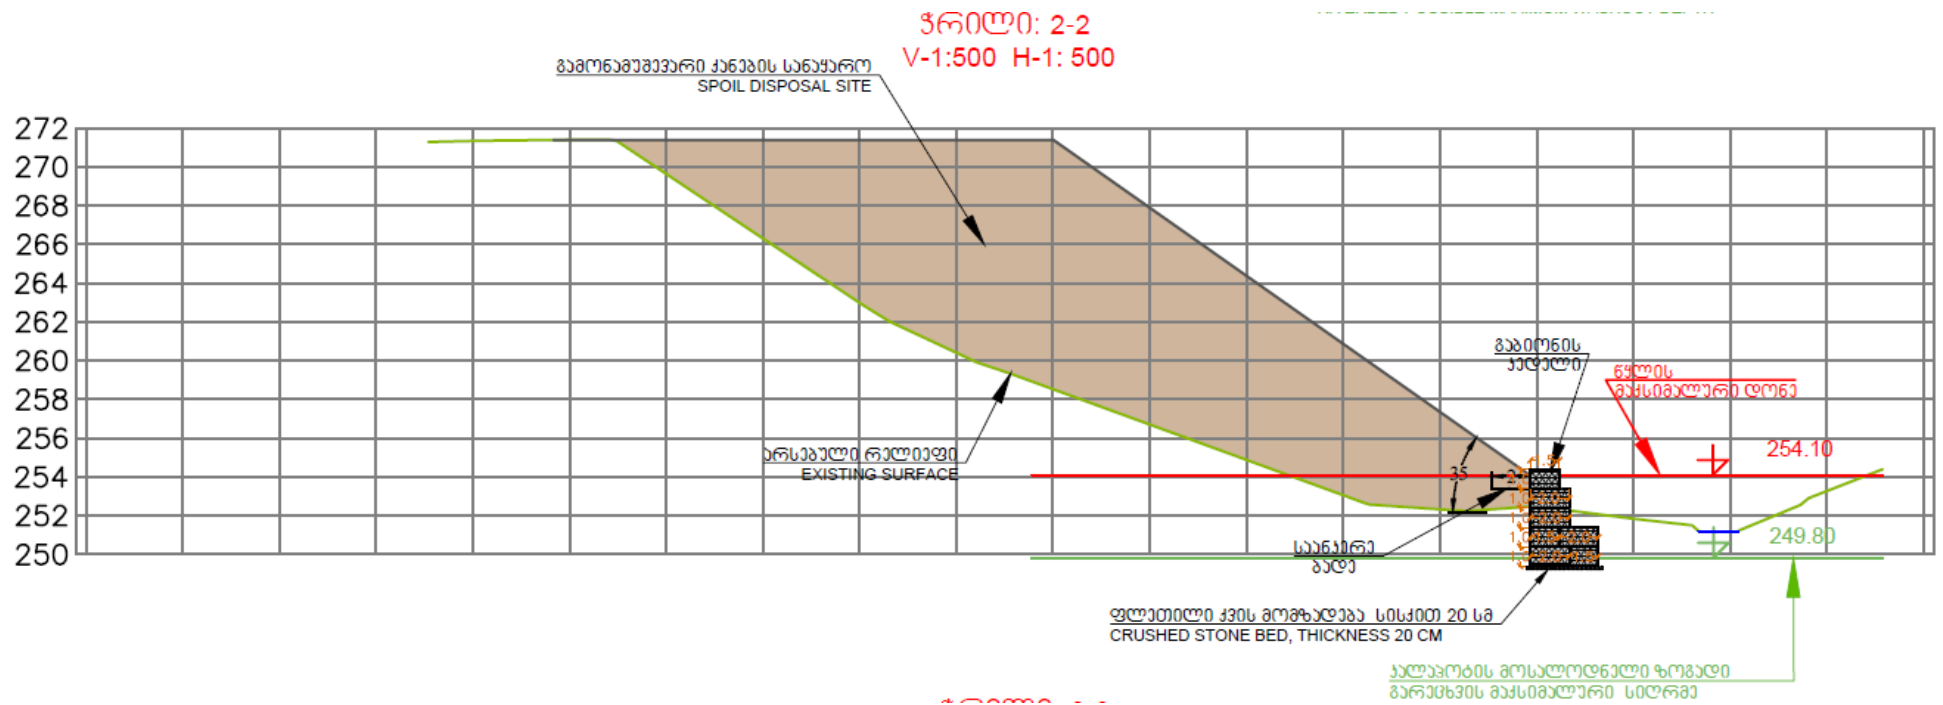 ჭრილი: 2-2
V-1:500 H-1: 500
გამონამუშევარი ქანების სანაყარო
SPOIL DISPOSAL SITE
272
270
268
266
264
262
260
258
256
254
252
250
გაბიონის
კედელი
წყლის
მაქსიმალური დონე
254.10
არსებული რელიეფი
EXISTING SURFACE
35
249.80
საანკერე
ბადე
ფლეთილი ქვის მომზადება სისქით 20 სმ
CRUSHED STONE BED, THICKNESS 20 CM
კალაპოტის მოსალოდნელი ზოგადი
გარეცხვის მაქსიმალური სიღრმე